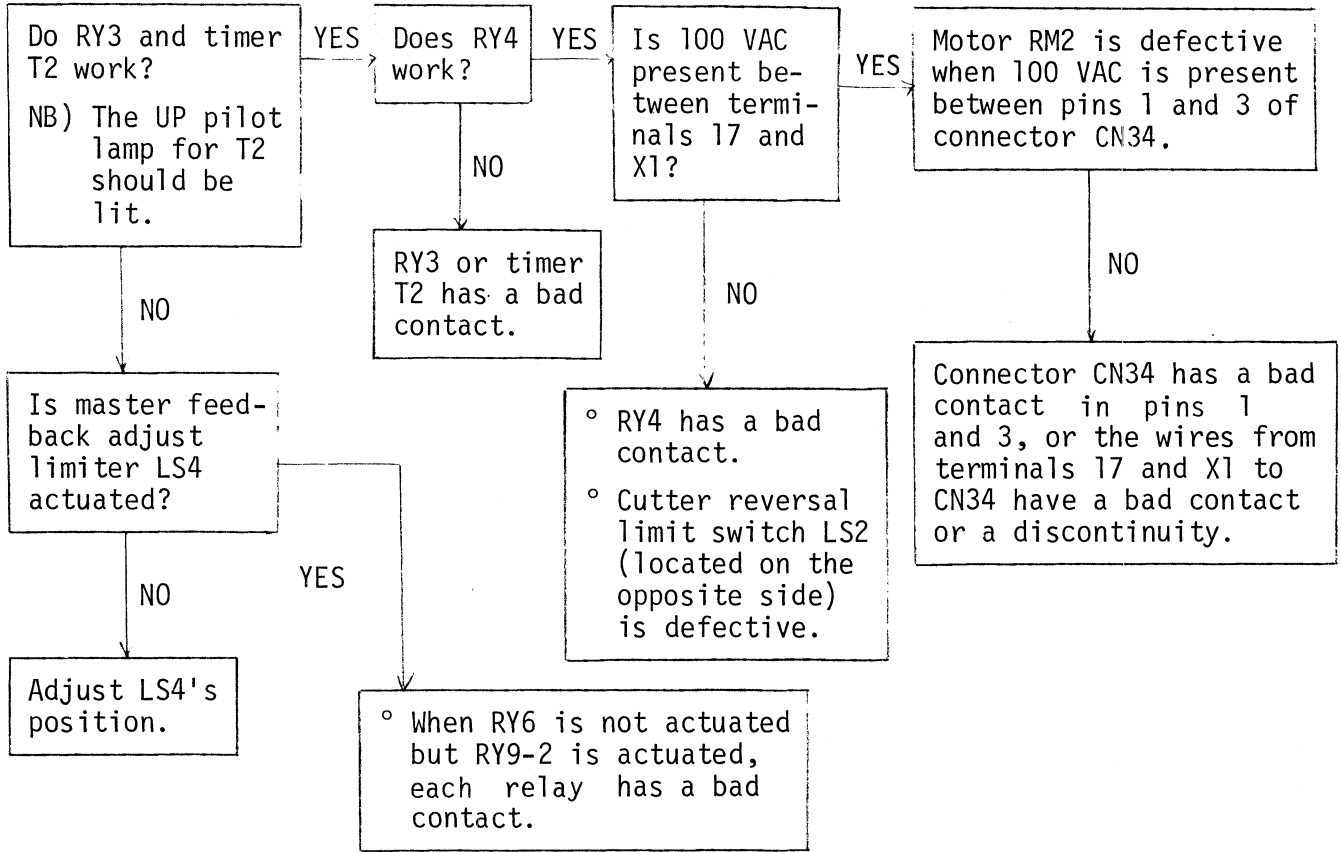 Do RY3 and timer
T2 work?
NB) The UP pilot
lamp for T2
should be
lit.
YES
Does RY4
work?
YES
Is 100 VAC
present be-
tween termi-
nals 17 and
X1?
YES
Motor RM2 is defective
when 100 VAC is present
between pins 1 and 3 of
connector CN34.
NO
RY3 or timer
T2 has a bad
contact.
NO
° RY4 has a bad
contact.
° Cutter reversal
limit switch LS2
(located on the
opposite side)
is defective.
NO
Connector CN34 has a bad
contact in pins 1
and 3, or the wires from
terminals 17 and X1 to
CN34 have a bad contact
or a discontinuity.
NO
Is master feed-
back adjust
limiter LS4
actuated?
NO
Adjust LS4's
position.
YES
° When RY6 is not actuated
but RY9-2 is actuated,
each relay has a bad
contact.